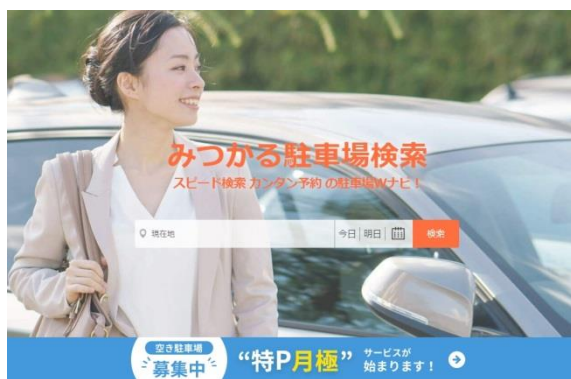 みつかる駐車場検索
スピード検索 カンタン予約 の駐車場Wナビ！
現在地 今日 明日 検索
空き駐車場
募集中
“特P月極”
サービスが
始まります！